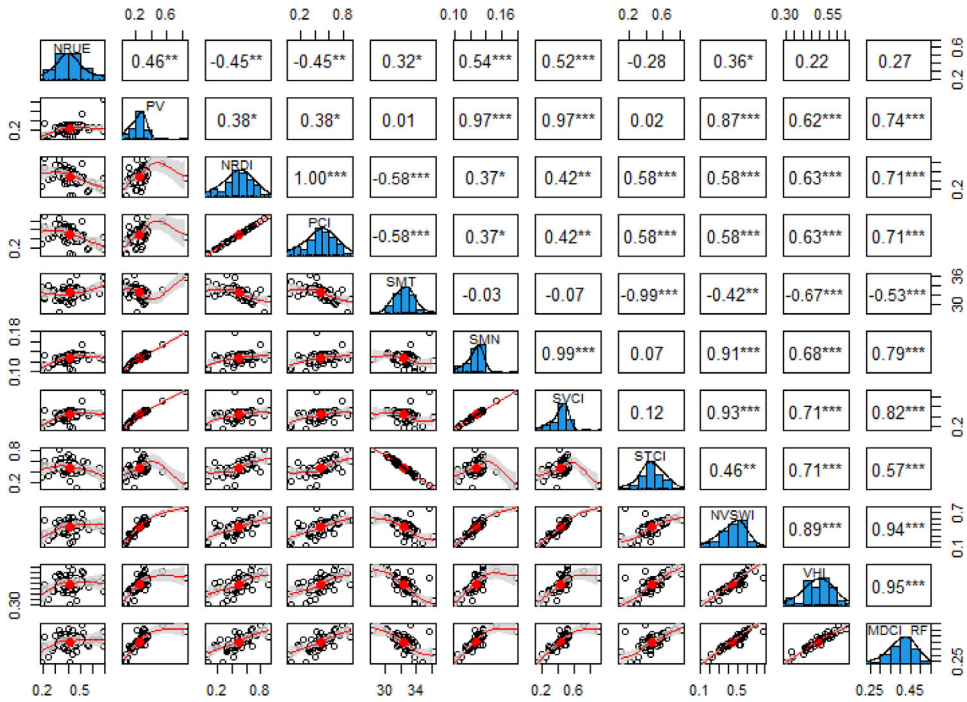 0.2 0.6 0.2 0.8 0.10 0.16 0.2 0.6 0.30 0.55
NRUE 0.46** -0.45** -0.45** 0.32* 0.54*** 0.52*** -0.28 0.36* 0.22 0.27 0.2 0.6
0.2 PV 0.38* 0.38* 0.01 0.97*** 0.97*** 0.02 0.87*** 0.62*** 0.74***
NRDI 1.00*** -0.58*** 0.37* 0.42** 0.58*** 0.58*** 0.63*** 0.71*** 0.2
0.2 PCI -0.58*** 0.37* 0.42** 0.58*** 0.58*** 0.63*** 0.71***
SMT -0.03 -0.07 -0.99*** -0.42** -0.67*** -0.53*** 30 36
0.10 0.18 SMN 0.99*** 0.07 0.91*** 0.68*** 0.79***
SVCI 0.12 0.93*** 0.71*** 0.82*** 0.2
0.2 0.8 STCI 0.46** 0.71*** 0.57***
NVSWI 0.89*** 0.94*** 0.1 0.7
0.30 VHI 0.95***
MDCI_RF 0.25
0.2 0.5 0.2 0.8 30 34 0.2 0.6 0.1 0.5 0.25 0.45